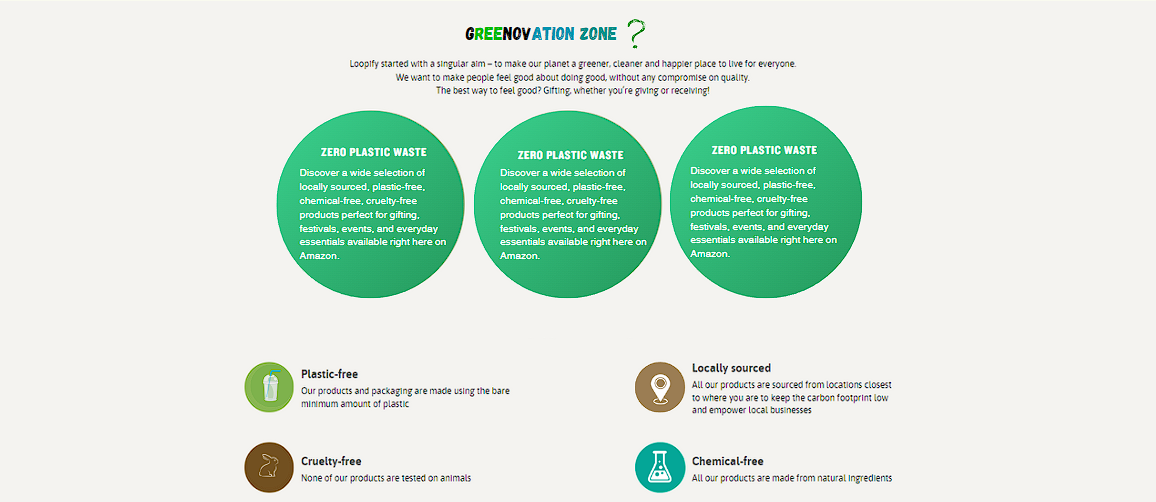 GREENOVATION ZONE ?
Loopify started with a singular aim – to make our planet a greener, cleaner and happier place to live for everyone.
We want to make people feel good about doing good, without any compromise on quality.
The best way to feel good? Gifting, whether you're giving or receiving!
ZERO PLASTIC WASTE
Discover a wide selection of
locally sourced, plastic-free,
chemical-free, cruelty-free
products perfect for gifting,
festivals, events, and everyday
essentials available right here on
Amazon.
ZERO PLASTIC WASTE
Discover a wide selection of
locally sourced, plastic-free,
chemical-free, cruelty-free
products perfect for gifting,
festivals, events, and everyday
essentials available right here on
Amazon.
ZERO PLASTIC WASTE
Discover a wide selection of
locally sourced, plastic-free,
chemical-free, cruelty-free
products perfect for gifting,
festivals, events, and everyday
essentials available right here on
Amazon.
Plastic-free
Our products and packaging are made using the bare
minimum amount of plastic
Locally sourced
All our products are sourced from locations closest
to where you are to keep the carbon footprint low
and empower local businesses
Cruelty-free
None of our products are tested on animals
Chemical-free
All our products are made from natural ingredients